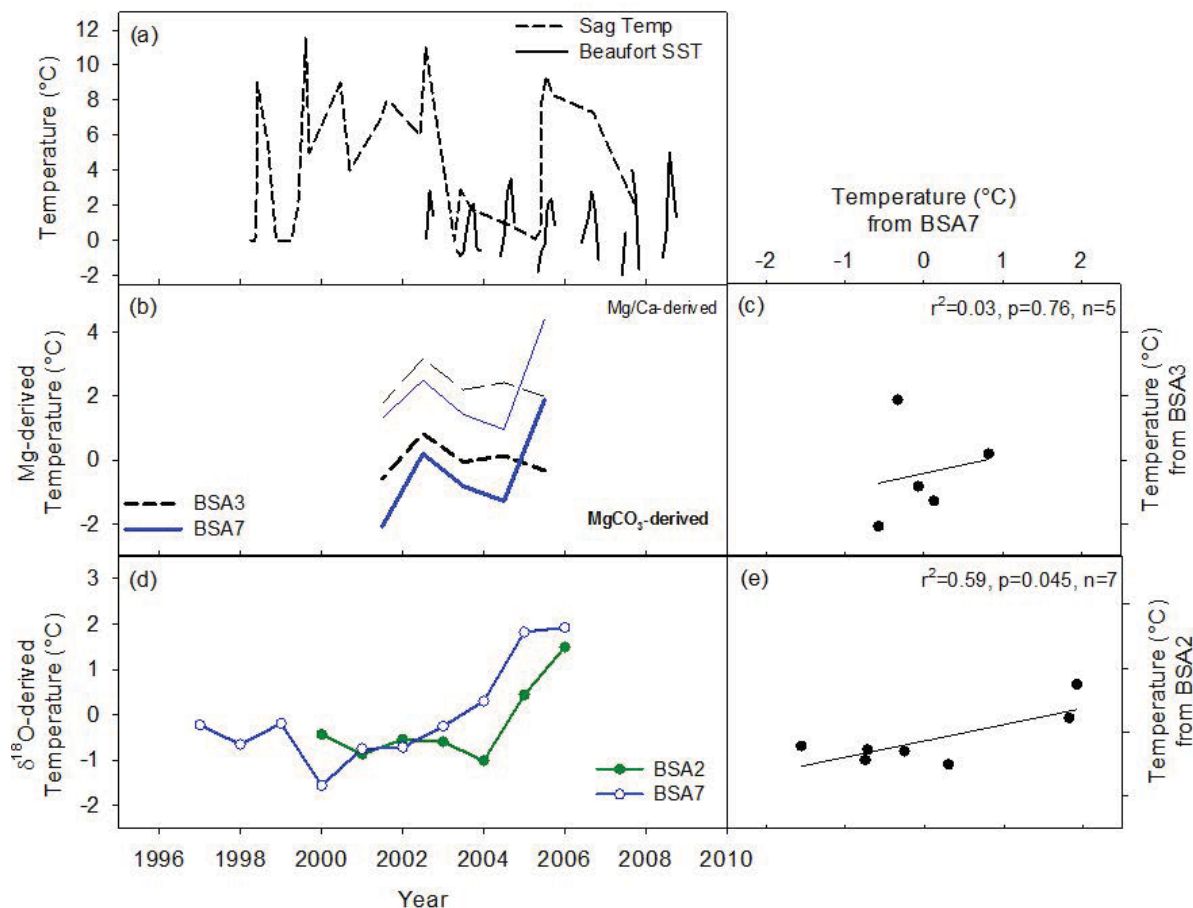 (a)
Sag Temp
Beaufort SST
12
10
8
6
4
2
0
-2
Temperature (°C)
Temperature (°C)
from BSA7
-2 -1 0 1 2
(b)
Mg/Ca-derived
4
2
0
-2
Mg-derived
Temperature (°C)
BSA3
BSA7
MgCO₃-derived
(c)
r²=0.03, p=0.76, n=5
Temperature (°C)
from BSA3
(d)
3
2
1
0
-1
-2
δ¹⁸O-derived
Temperature (°C)
BSA2
BSA7
(e)
r²=0.59, p=0.045, n=7
Temperature (°C)
from BSA2
1996 1998 2000 2002 2004 2006 2008 2010
Year